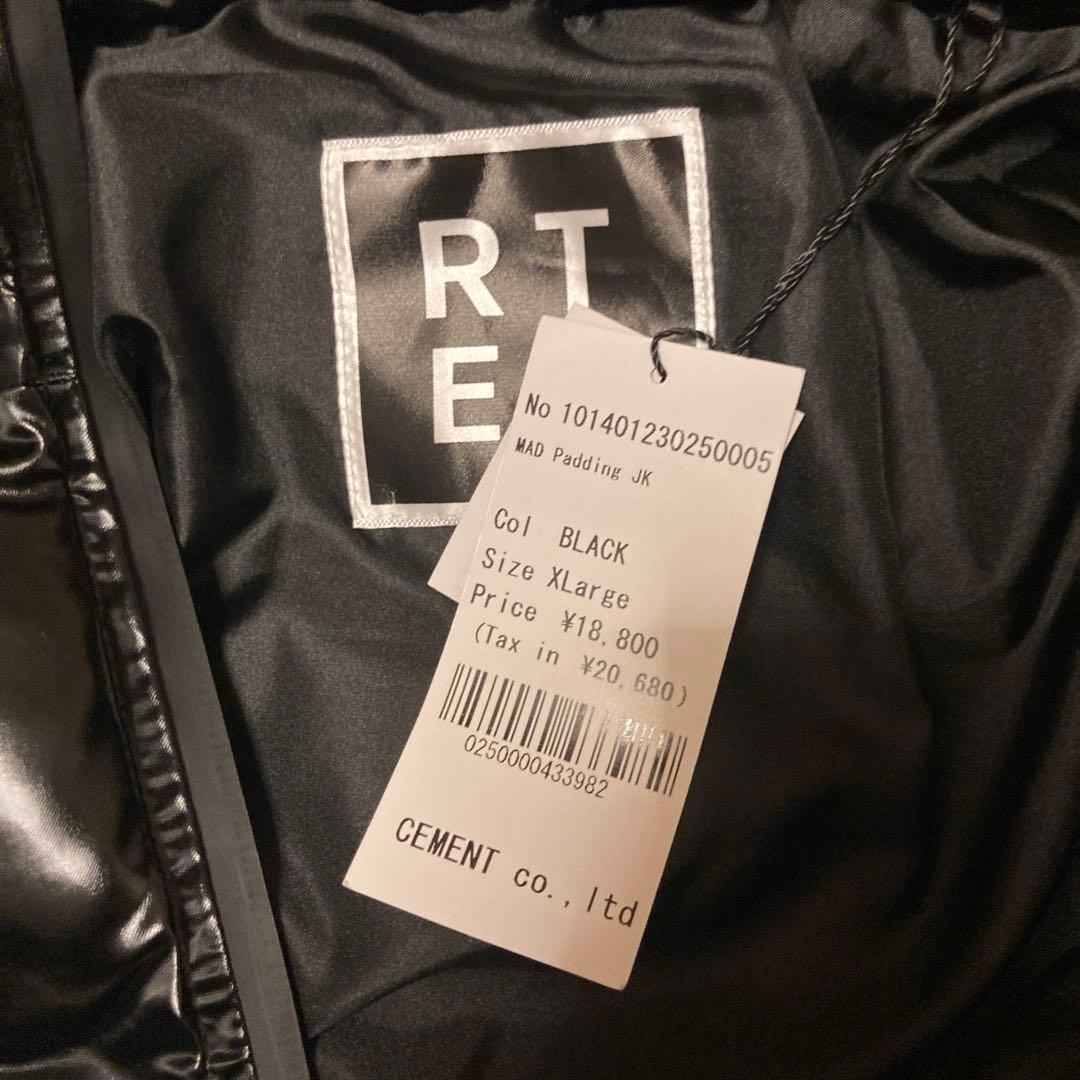 R T
E
No 101401230250005
MAD Padding JK
Col BLACK
Size XLarge
Price ¥18,800
(Tax in ¥20,680)
0250000433982
CEMENT co.,ltd